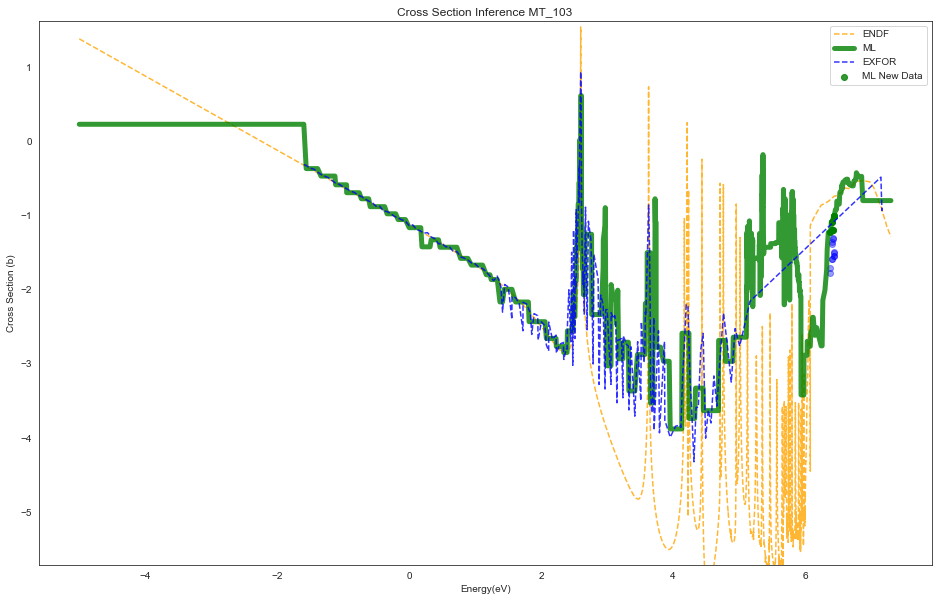 Cross Section Inference MT_103
ENDF
ML
EXFOR
ML New Data
Cross Section (b)
1
0
−1
−2
−3
−4
−5
−4
−2
0
2
4
6
Energy(eV)